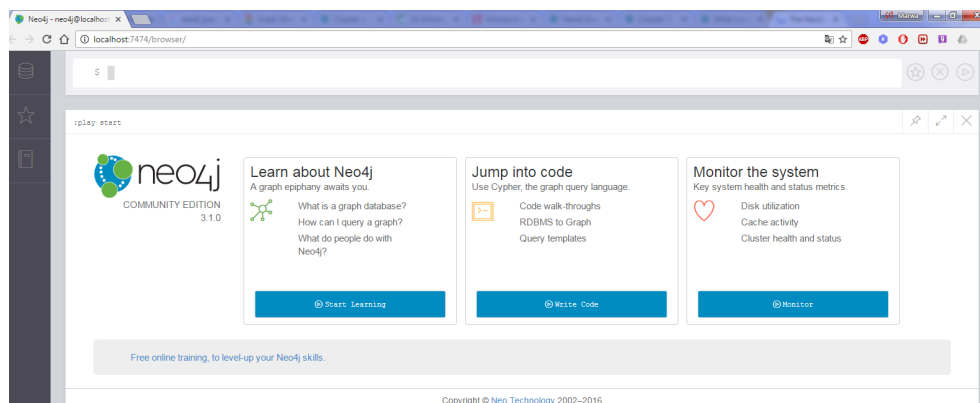 Neo4j - neo4j@localhost
Marwa
localhost:7474/browser/
ABP
$
:play start
neo4j
COMMUNITY EDITION
3.1.0
Learn about Neo4j
A graph epiphany awaits you.
What is a graph database?
How can I query a graph?
What do people do with
Neo4j?
Start Learning
Jump into code
Use Cypher, the graph query language.
Code walk-throughs
RDBMS to Graph
Query templates
Write Code
Monitor the system
Key system health and status metrics.
Disk utilization
Cache activity
Cluster health and status
Monitor
Free online training, to level-up your Neo4j skills.
Copyright © Neo Technology 2002–2016